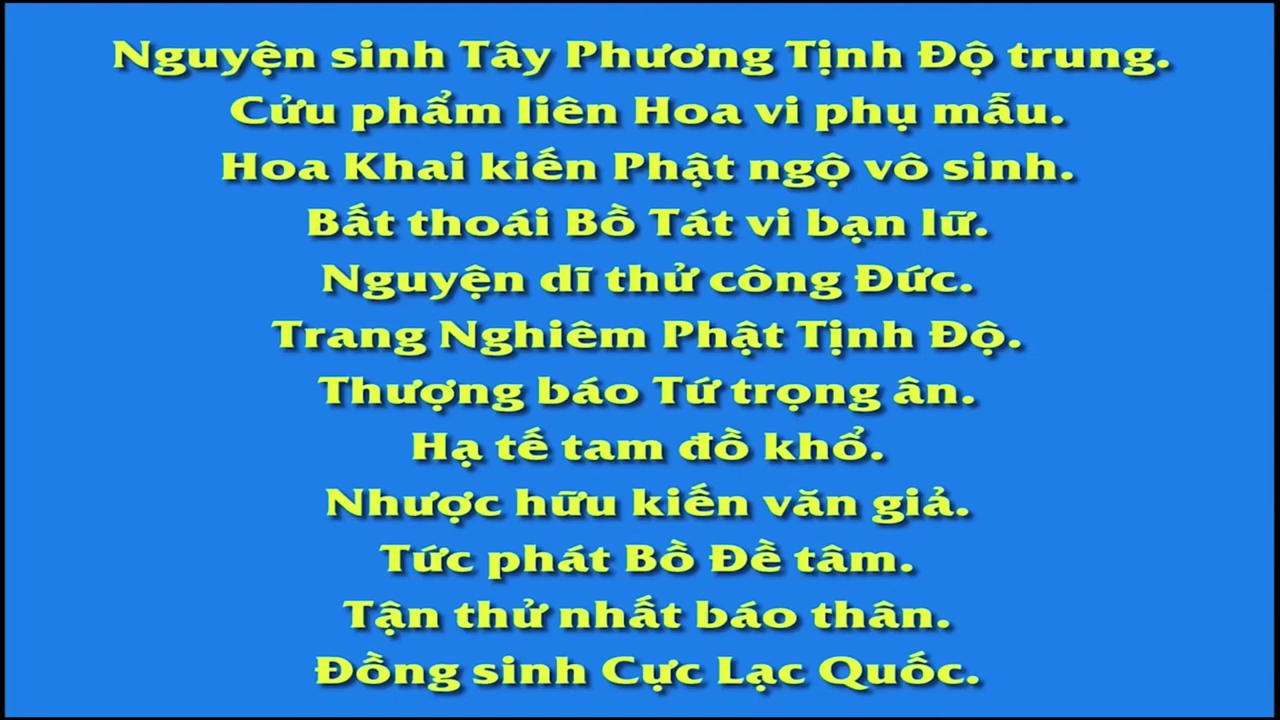 Nguyện sinh Tây Phương Tịnh Độ trung.
Cửu phẩm liên Hoa vi phụ mẫu.
Hoa Khai kiến Phật ngộ vô sinh.
Bất thoái Bồ Tát vi bạn lữ.
Nguyện dĩ thử công Đức.
Trang Nghiêm Phật Tịnh Độ.
Thượng báo Tứ trọng ân.
Hạ tế tam đồ khổ.
Nhược hữu kiến văn giả.
Tức phát Bồ Đề tâm.
Tận thử nhất báo thân.
Đồng sinh Cực Lạc Quốc.